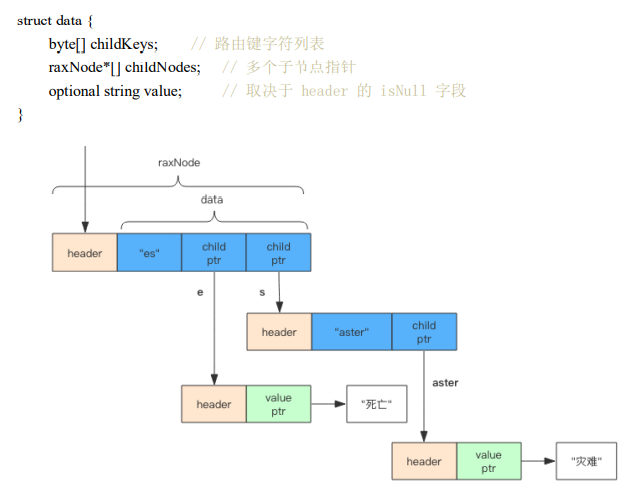 struct data {
byte[] childKeys; // 路由键字符列表
raxNode*[] childNodes; // 多个子节点指针
optional string value; // 取决于 header 的 isNull 字段
}
raxNode
data
header "es" child ptr child ptr
e s
header "aster" child ptr
aster
header value ptr "死亡"
header value ptr "灾难"